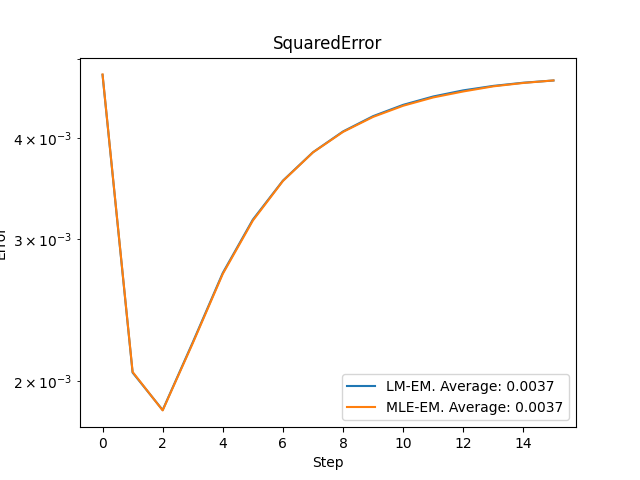 SquaredError
4 × 10⁻³
3 × 10⁻³
2 × 10⁻³
Error
0 2 4 6 8 10 12 14
Step
LM-EM. Average: 0.0037
MLE-EM. Average: 0.0037